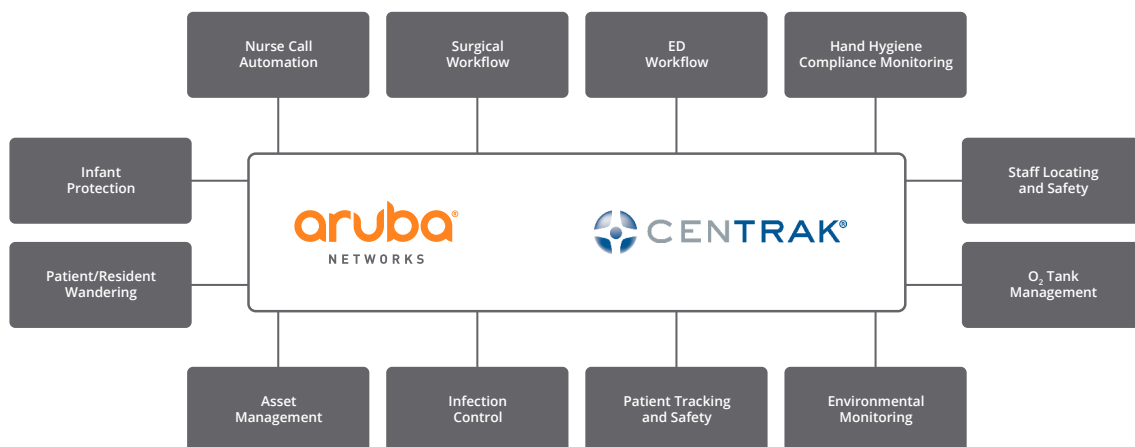 Nurse Call
Automation
Surgical
Workflow
ED
Workflow
Hand Hygiene
Compliance Monitoring
Infant
Protection
Staff Locating
and Safety
aruba®
NETWORKS
CENTRAK®
Patient/Resident
Wandering
O₂ Tank
Management
Asset
Management
Infection
Control
Patient Tracking
and Safety
Environmental
Monitoring